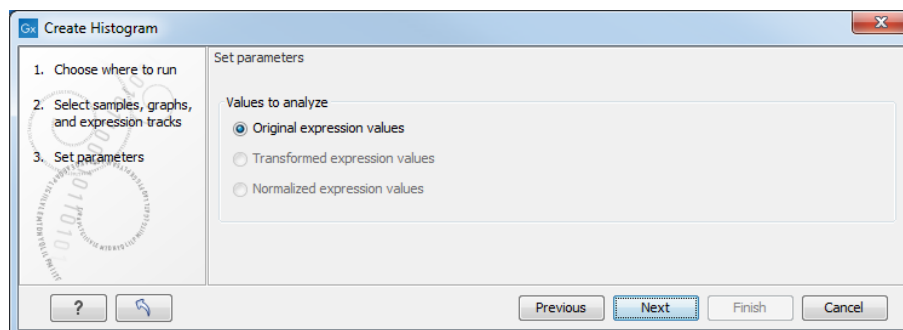 Gx Create Histogram
1. Choose where to run
2. Select samples, graphs,
and expression tracks
3. Set parameters
Set parameters
Values to analyze
Original expression values
Transformed expression values
Normalized expression values
?
Previous
Next
Finish
Cancel